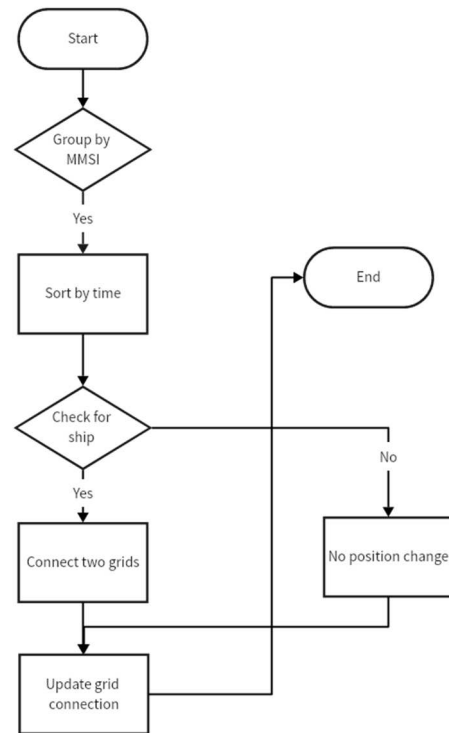 Start
Group by
MMSI
Yes
Sort by time
End
Check for
ship
No
Yes
Connect two grids
No position change
Update grid
connection